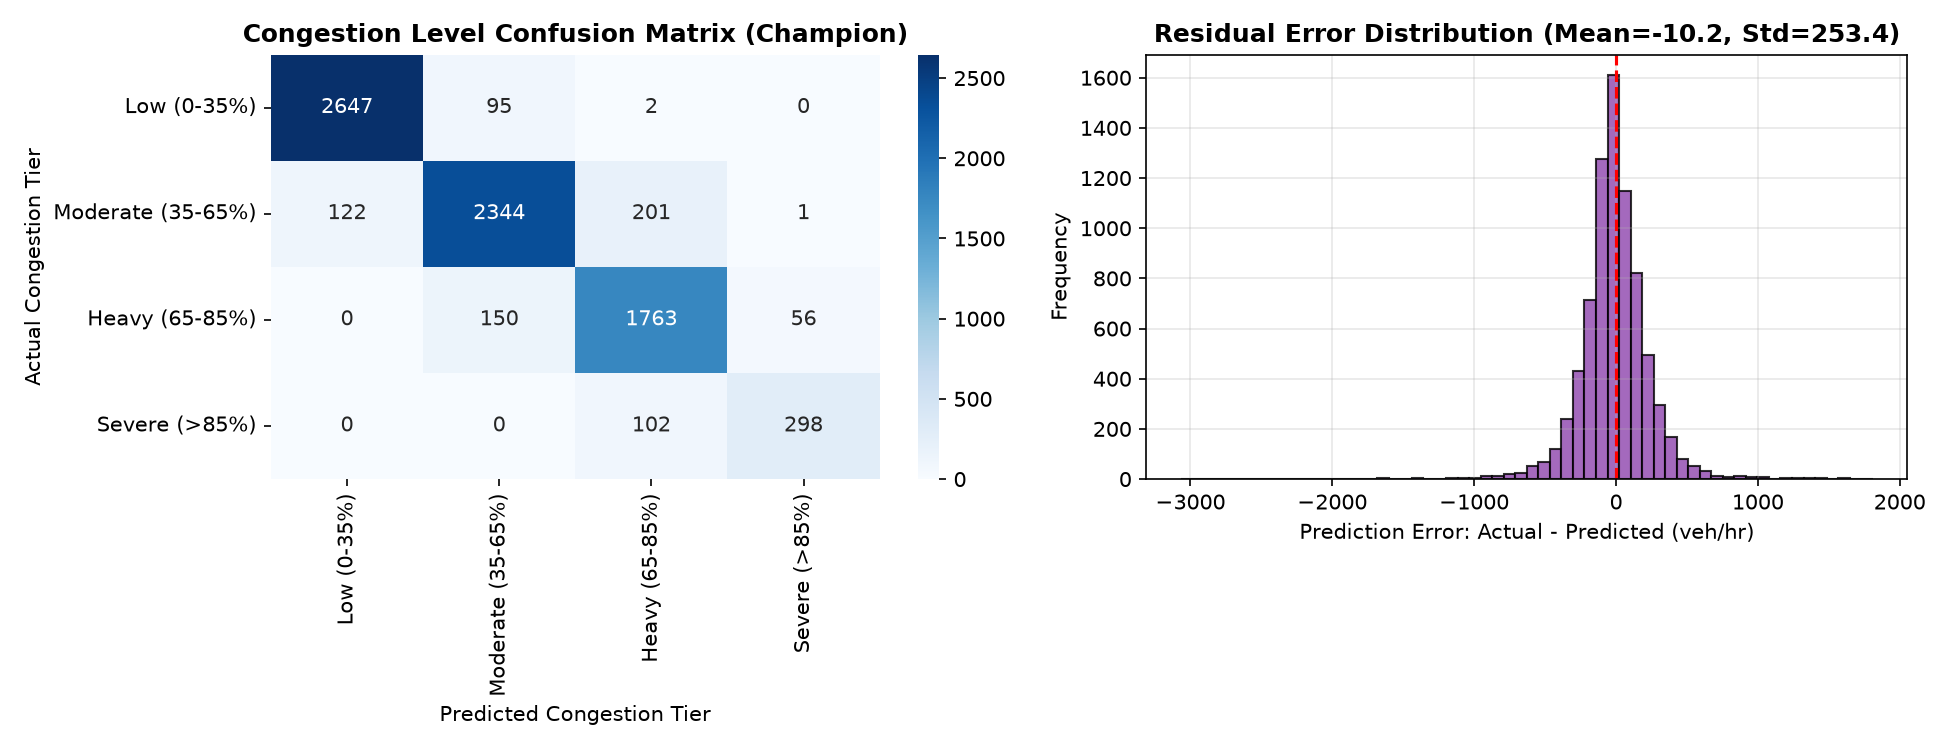 Congestion Level Confusion Matrix (Champion)
Actual Congestion Tier
Low (0-35%) 2647 95 2 0
Moderate (35-65%) 122 2344 201 1
Heavy (65-85%) 0 150 1763 56
Severe (>85%) 0 0 102 298
Low (0-35%) Moderate (35-65%) Heavy (65-85%) Severe (>85%)
Predicted Congestion Tier
2500
2000
1500
1000
500
0
Residual Error Distribution (Mean=-10.2, Std=253.4)
Frequency
1600
1400
1200
1000
800
600
400
200
0
−3000 −2000 −1000 0 1000 2000
Prediction Error: Actual - Predicted (veh/hr)